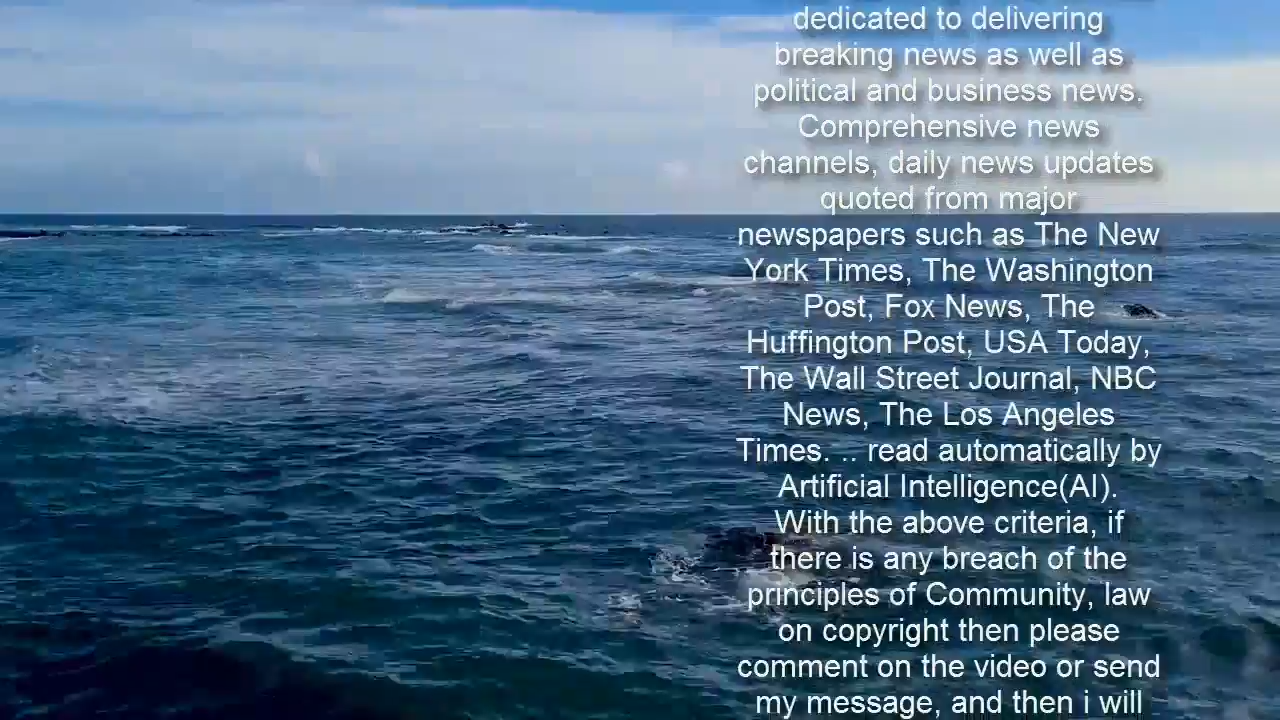 dedicated to delivering
breaking news as well as
political and business news.
Comprehensive news
channels, daily news updates
quoted from major
newspapers such as The New
York Times, The Washington
Post, Fox News, The
Huffington Post, USA Today,
The Wall Street Journal, NBC
News, The Los Angeles
Times. .. read automatically by
Artificial Intelligence(AI).
With the above criteria, if
there is any breach of the
principles of Community, law
on copyright then please
comment on the video or send
my message, and then i will